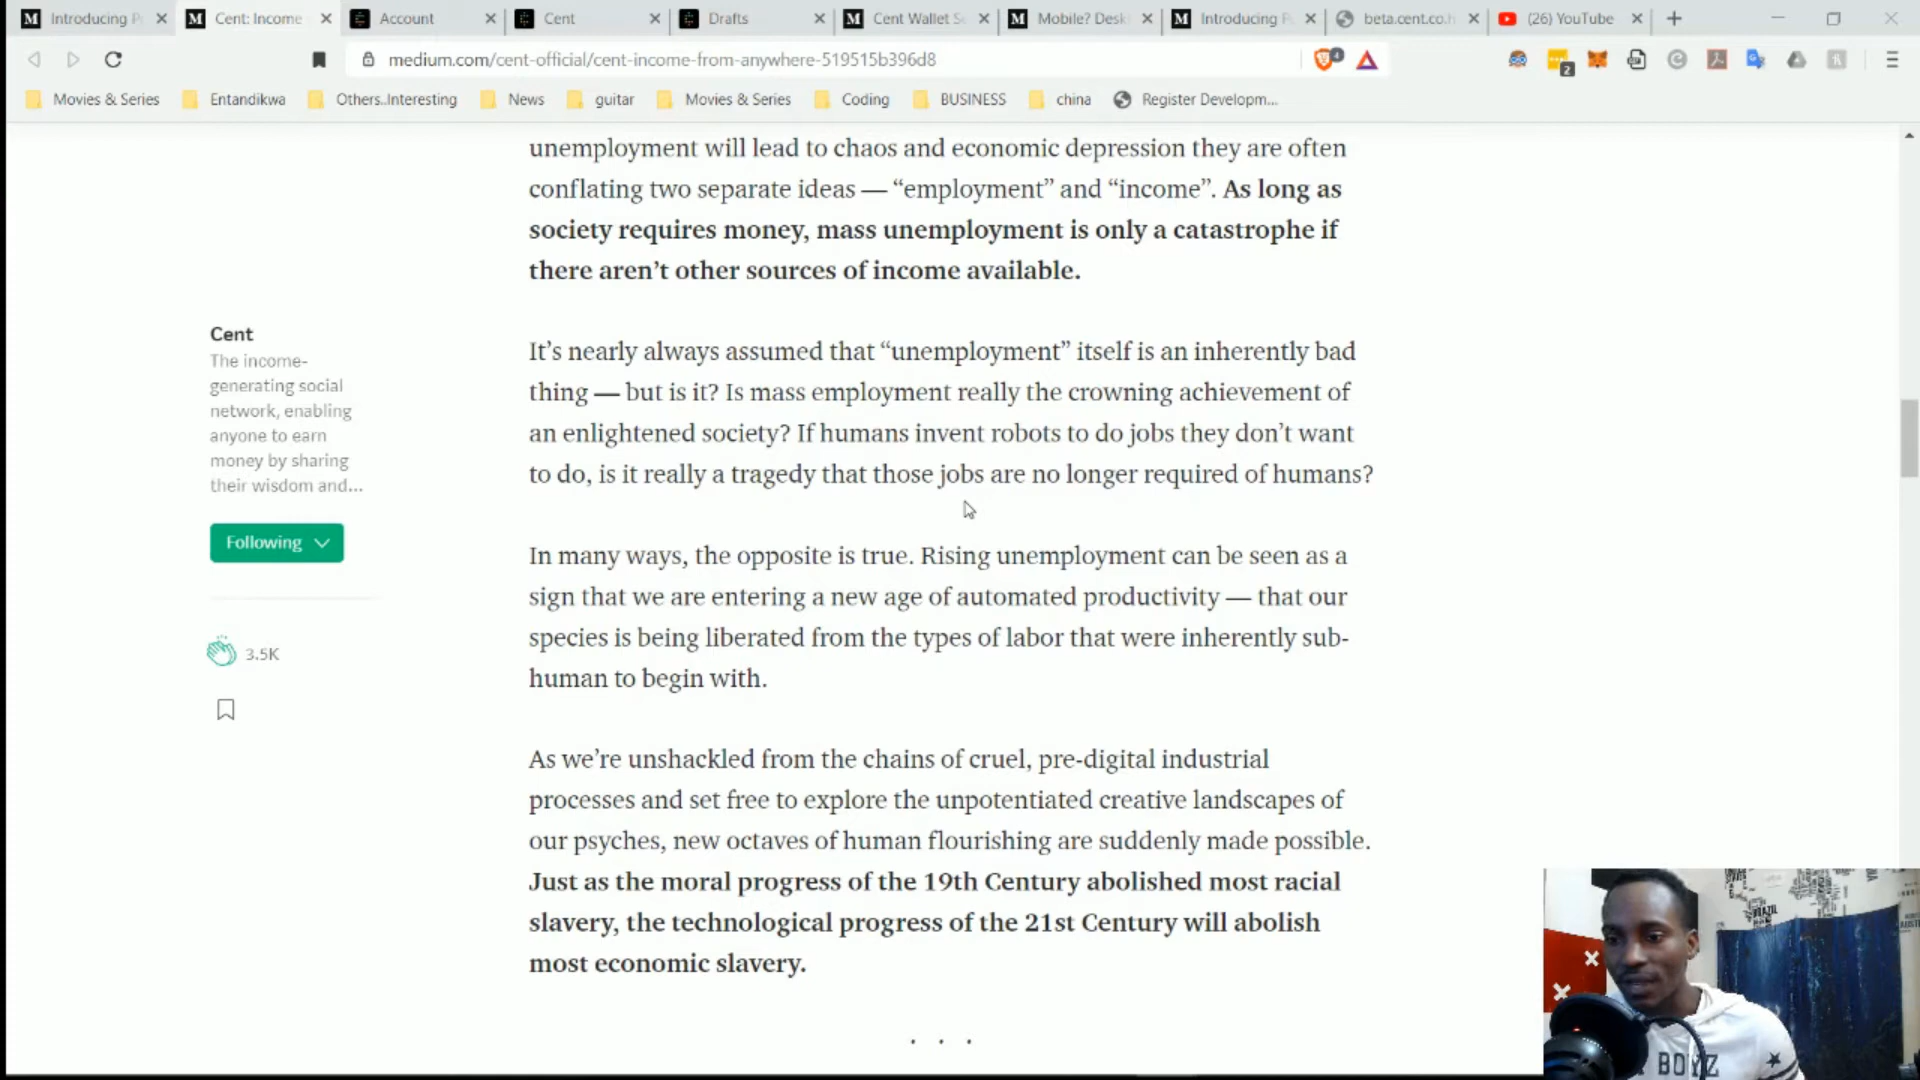 Introducing P
Cent: Income
Account
Cent
Drafts
Cent Wallet S
Mobile? Desk
Introducing P
beta.cent.co
(26) YouTube
medium.com/cent-official/cent-income-from-anywhere-519515b396d8
4
2
Movies & Series
Entandikwa
Others..Interesting
News
guitar
Movies & Series
Coding
BUSINESS
china
Register Developm...
unemployment will lead to chaos and economic depression they are often
conflating two separate ideas — “employment” and “income”. As long as
society requires money, mass unemployment is only a catastrophe if
there aren’t other sources of income available.
Cent
The income-
generating social
network, enabling
anyone to earn
money by sharing
their wisdom and...
Following
3.5K
It’s nearly always assumed that “unemployment” itself is an inherently bad
thing — but is it? Is mass employment really the crowning achievement of
an enlightened society? If humans invent robots to do jobs they don’t want
to do, is it really a tragedy that those jobs are no longer required of humans?
In many ways, the opposite is true. Rising unemployment can be seen as a
sign that we are entering a new age of automated productivity — that our
species is being liberated from the types of labor that were inherently sub-
human to begin with.
As we’re unshackled from the chains of cruel, pre-digital industrial
processes and set free to explore the unpotentiated creative landscapes of
our psyches, new octaves of human flourishing are suddenly made possible.
Just as the moral progress of the 19th Century abolished most racial
slavery, the technological progress of the 21st Century will abolish
most economic slavery.
. . .
BRAZIL
BOYZ